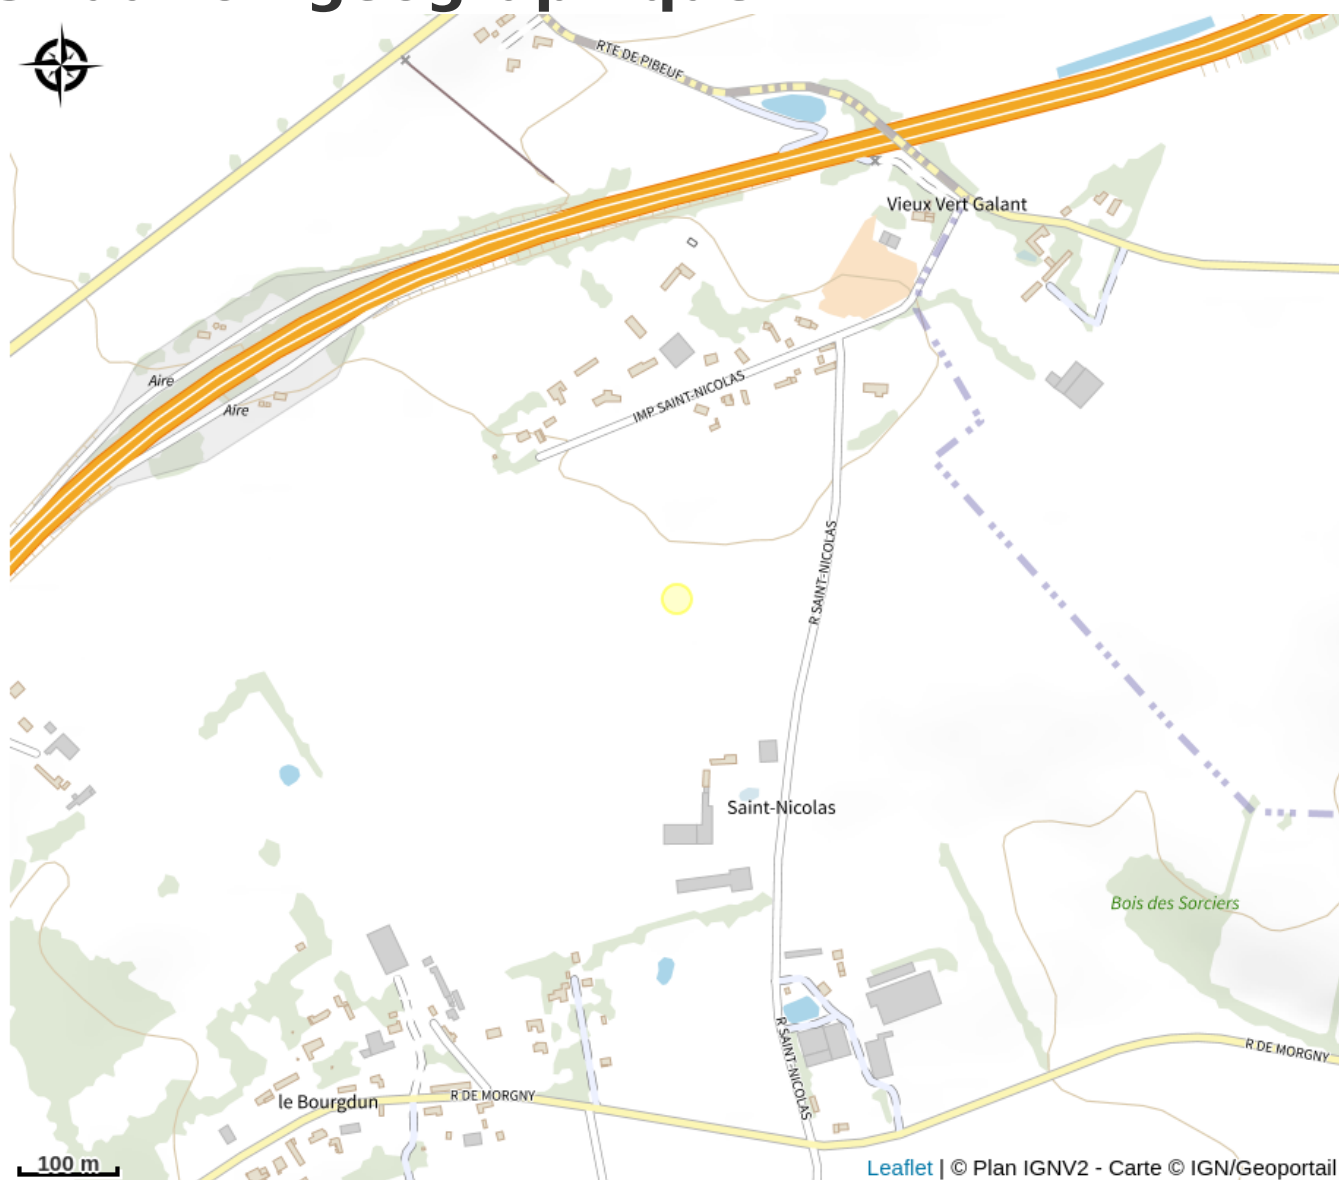 RTE DE PIBEUF
Vieux Vert Galant
Aire
Aire
IMP SAINT-NICOLAS
R SAINT-NICOLAS
Saint-Nicolas
Bois des Sorciers
R SAINT-NICOLAS
R DE MORGNY
R DE MORGNY
le Bourgdun
100 m
Leaflet | © Plan IGNV2 - Carte © IGN/Geoportail